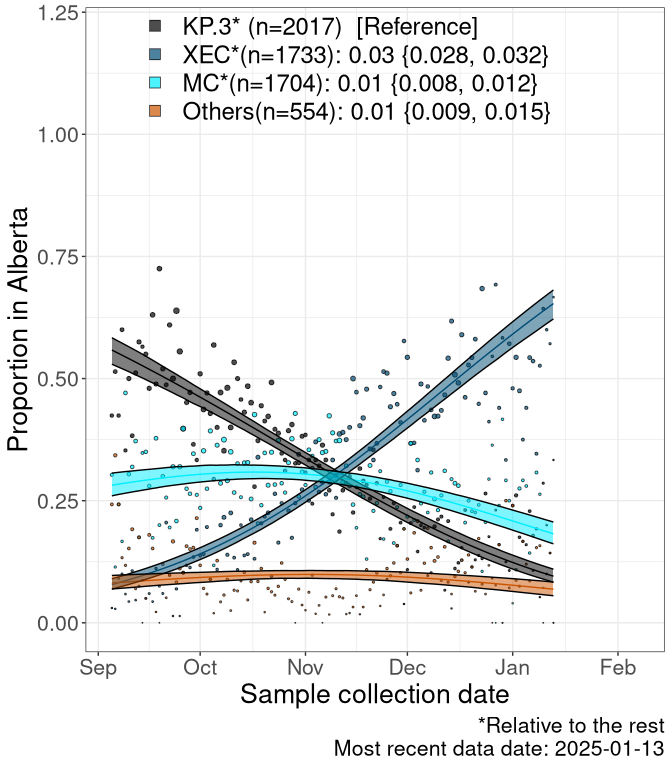 KP.3* (n=2017) [Reference]
XEC*(n=1733): 0.03 {0.028, 0.032}
MC*(n=1704): 0.01 {0.008, 0.012}
Others(n=554): 0.01 {0.009, 0.015}
1.25
1.00
0.75
0.50
0.25
0.00
Proportion in Alberta
Sep Oct Nov Dec Jan Feb
Sample collection date
*Relative to the rest
Most recent data date: 2025-01-13